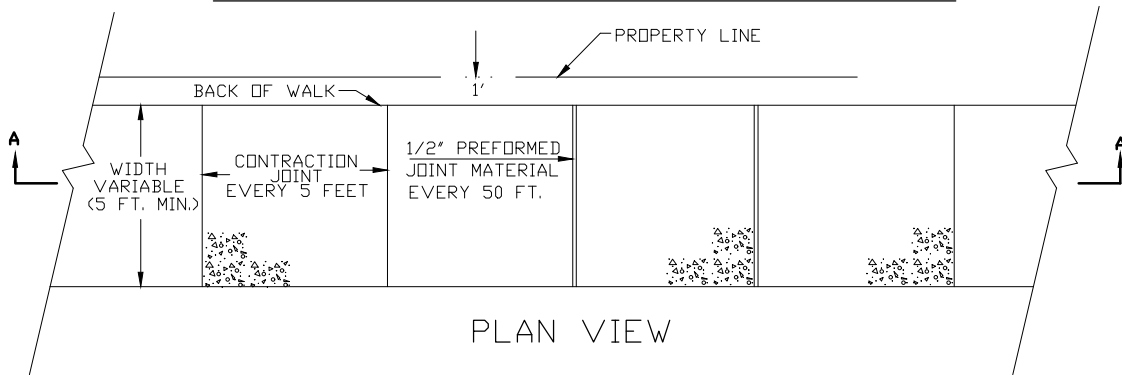 PROPERTY LINE
1'
BACK OF WALK
A
A
WIDTH
VARIABLE
(5 FT. MIN.)
CONTRACTION
JOINT
EVERY 5 FEET
1/2" PREFORMED
JOINT MATERIAL
EVERY 50 FT.
PLAN VIEW